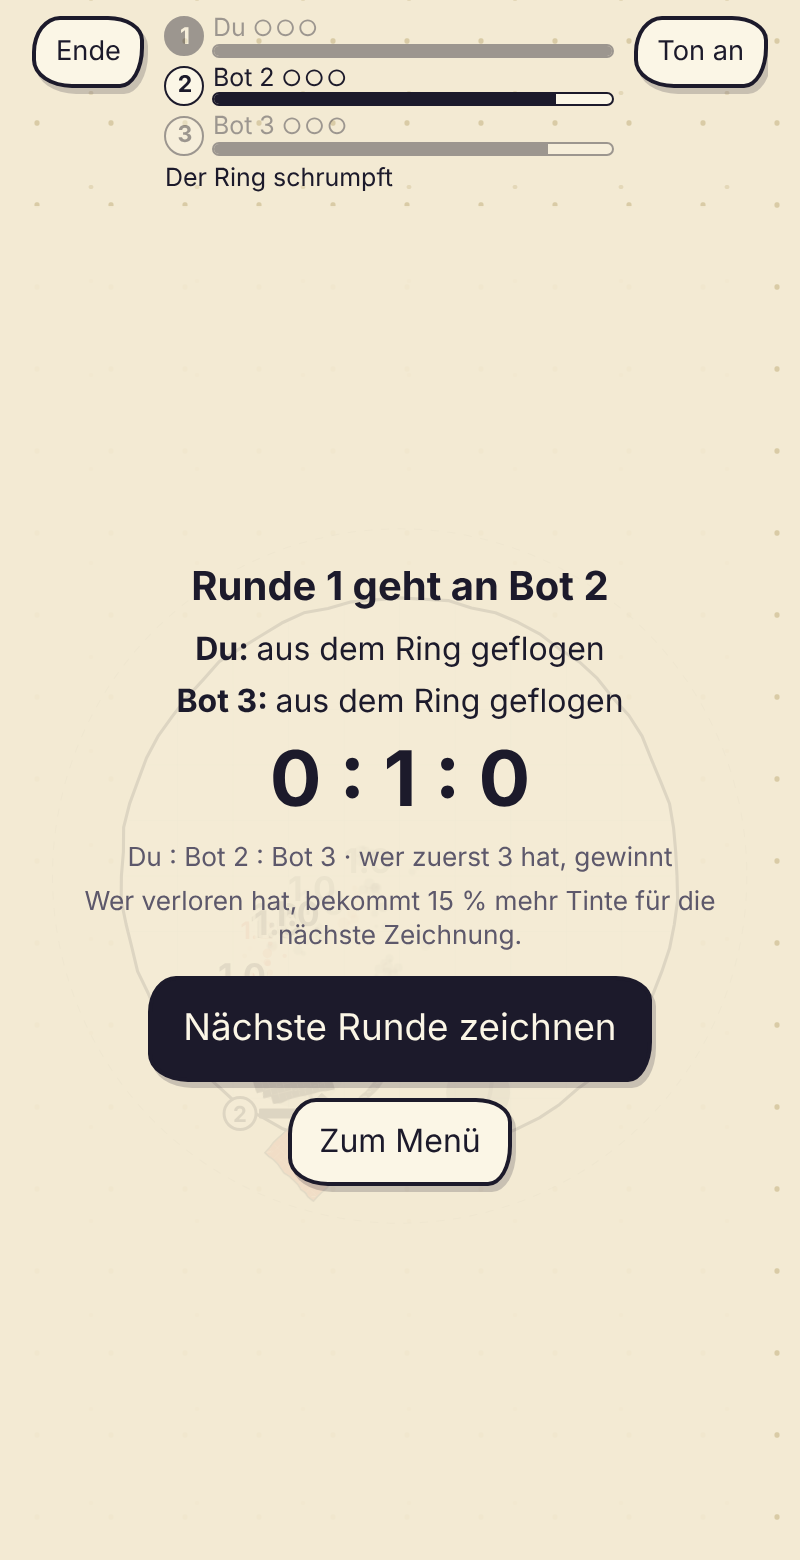 Ende
1 Du
2 Bot 2
3 Bot 3
Der Ring schrumpft
Ton an
Runde 1 geht an Bot 2
Du: aus dem Ring geflogen
Bot 3: aus dem Ring geflogen
0 : 1 : 0
Du : Bot 2 : Bot 3 · wer zuerst 3 hat, gewinnt
Wer verloren hat, bekommt 15 % mehr Tinte für die
nächste Zeichnung.
1.0
Nächste Runde zeichnen
2
Zum Menü